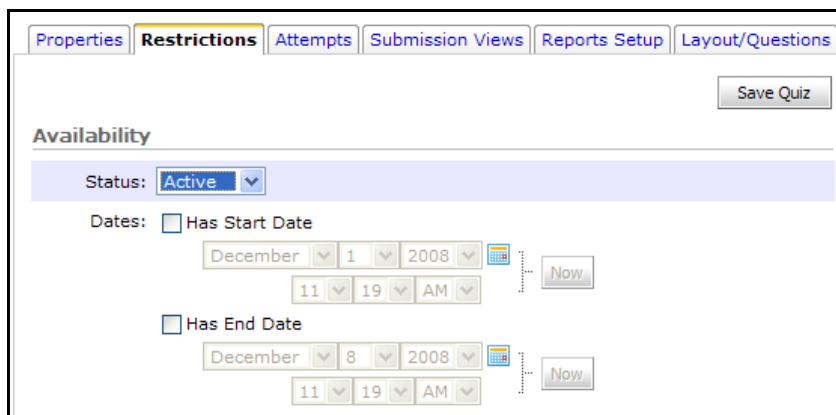 Properties Restrictions Attempts Submission Views Reports Setup Layout/Questions
Save Quiz
Availability
Status: Active
Dates: Has Start Date
December 1 2008
Now
11 19 AM
Has End Date
December 8 2008
Now
11 19 AM